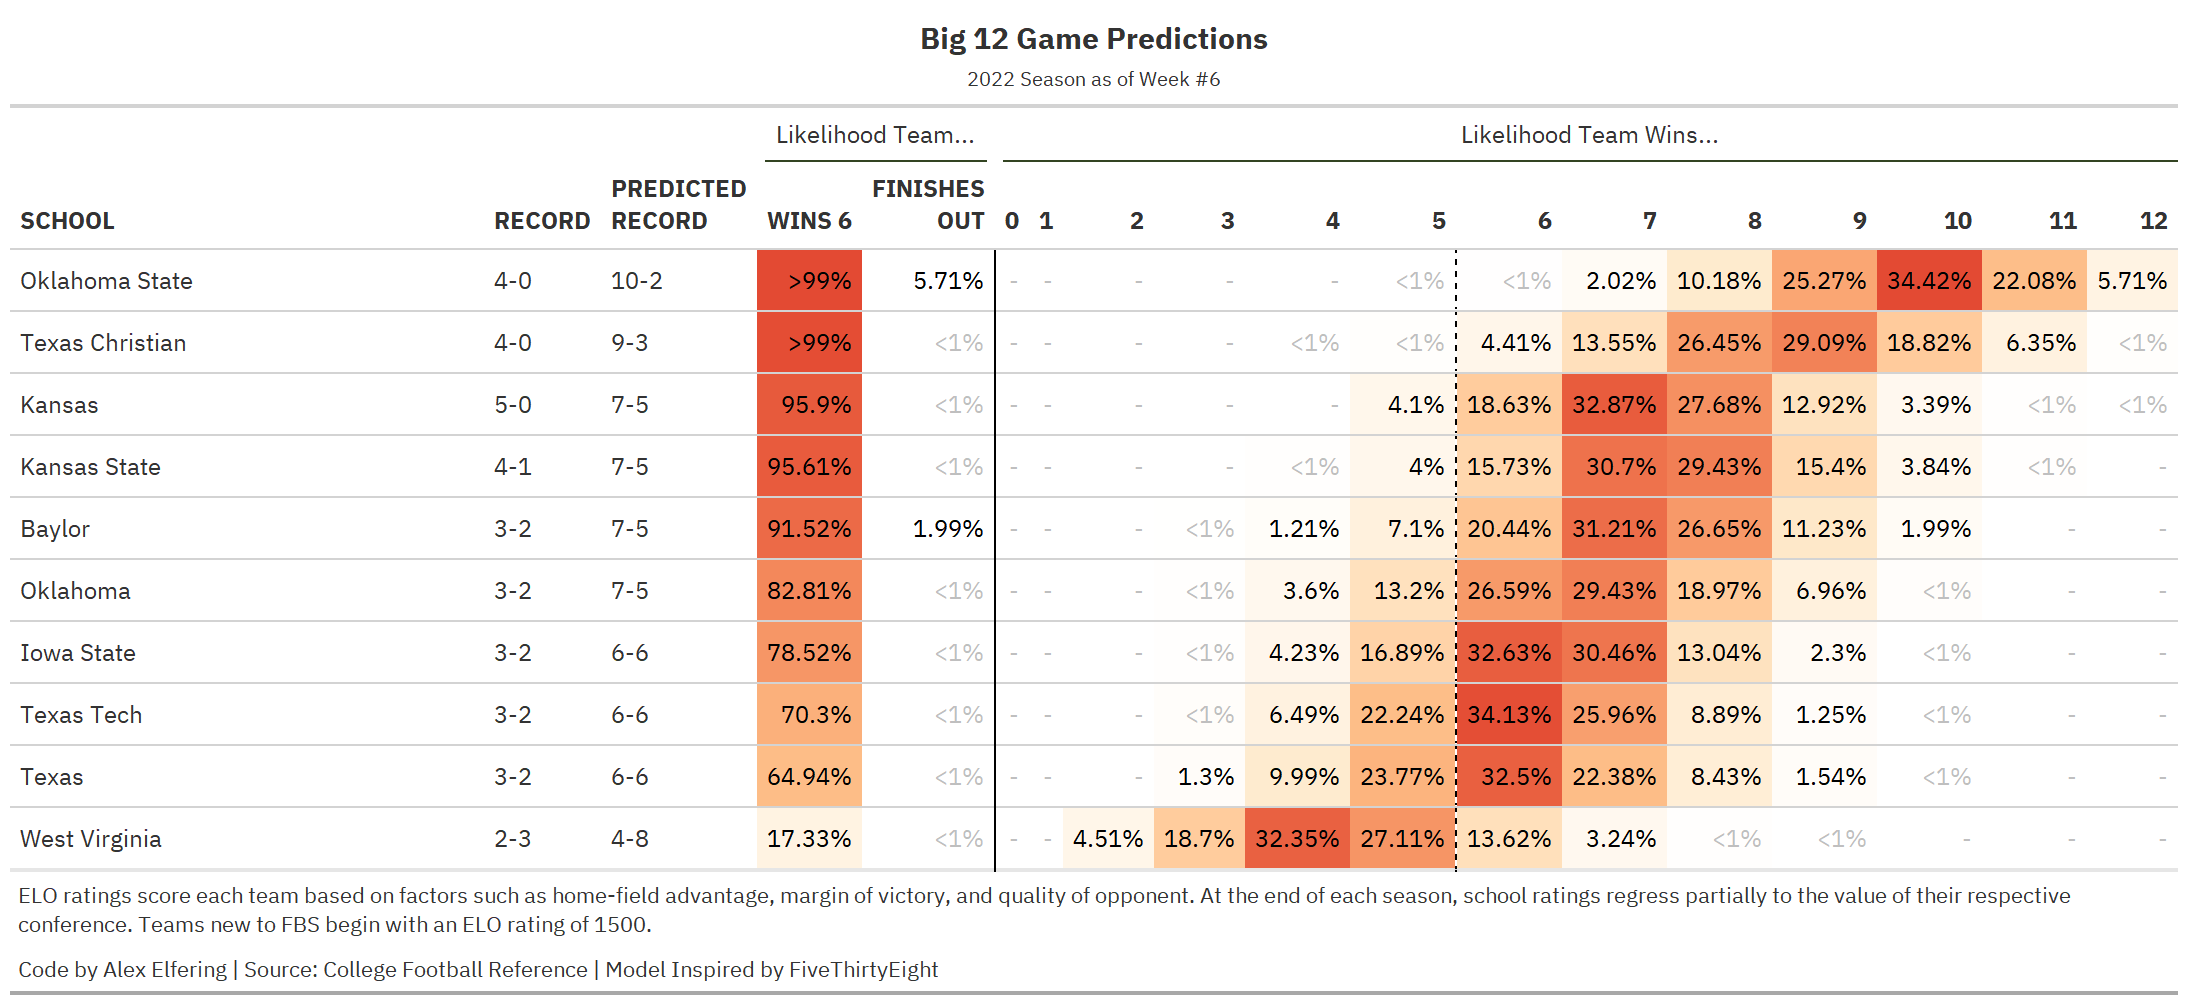 Big 12 Game Predictions
2022 Season as of Week #6
Likelihood Team... Likelihood Team Wins...
PREDICTED FINISHES
SCHOOL RECORD RECORD WINS 6 OUT 0 1 2 3 4 5 6 7 8 9 10 11 12
Oklahoma State 4-0 10-2 >99% 5.71% - - - - - <1% <1% 2.02% 10.18% 25.27% 34.42% 22.08% 5.71%
Texas Christian 4-0 9-3 >99% <1% - - - - <1% <1% 4.41% 13.55% 26.45% 29.09% 18.82% 6.35% <1%
Kansas 5-0 7-5 95.9% <1% - - - - - 4.1% 18.63% 32.87% 27.68% 12.92% 3.39% <1% <1%
Kansas State 4-1 7-5 95.61% <1% - - - - <1% 4% 15.73% 30.7% 29.43% 15.4% 3.84% <1% -
Baylor 3-2 7-5 91.52% 1.99% - - - <1% 1.21% 7.1% 20.44% 31.21% 26.65% 11.23% 1.99% - -
Oklahoma 3-2 7-5 82.81% <1% - - - <1% 3.6% 13.2% 26.59% 29.43% 18.97% 6.96% <1% - -
Iowa State 3-2 6-6 78.52% <1% - - - <1% 4.23% 16.89% 32.63% 30.46% 13.04% 2.3% <1% - -
Texas Tech 3-2 6-6 70.3% <1% - - - <1% 6.49% 22.24% 34.13% 25.96% 8.89% 1.25% <1% - -
Texas 3-2 6-6 64.94% <1% - - - 1.3% 9.99% 23.77% 32.5% 22.38% 8.43% 1.54% <1% - -
West Virginia 2-3 4-8 17.33% <1% - - 4.51% 18.7% 32.35% 27.11% 13.62% 3.24% <1% <1% - - -
ELO ratings score each team based on factors such as home-field advantage, margin of victory, and quality of opponent. At the end of each season, school ratings regress partially to the value of their respective
conference. Teams new to FBS begin with an ELO rating of 1500.
Code by Alex Elfering | Source: College Football Reference | Model Inspired by FiveThirtyEight